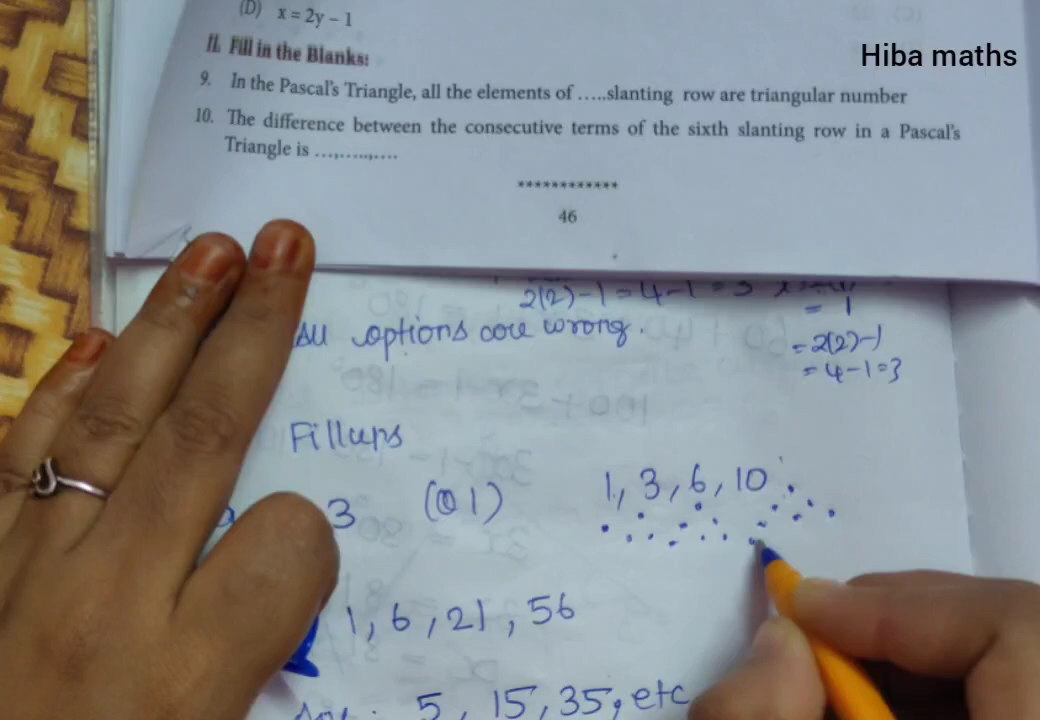 (D) x = 2y – 1
II. Fill in the Blanks:
Hiba maths
9. In the Pascal's Triangle, all the elements of …..slanting row are triangular number
10. The difference between the consecutive terms of the sixth slanting row in a Pascal's
Triangle is
************
46
2(2)-1 = 4-1 = 3
= 1
options are wrong.
= 2(2)-1
= 4-1=3
Fillups
3 (1)
1, 3, 6, 10
1, 6, 21, 56
5, 15, 35, etc